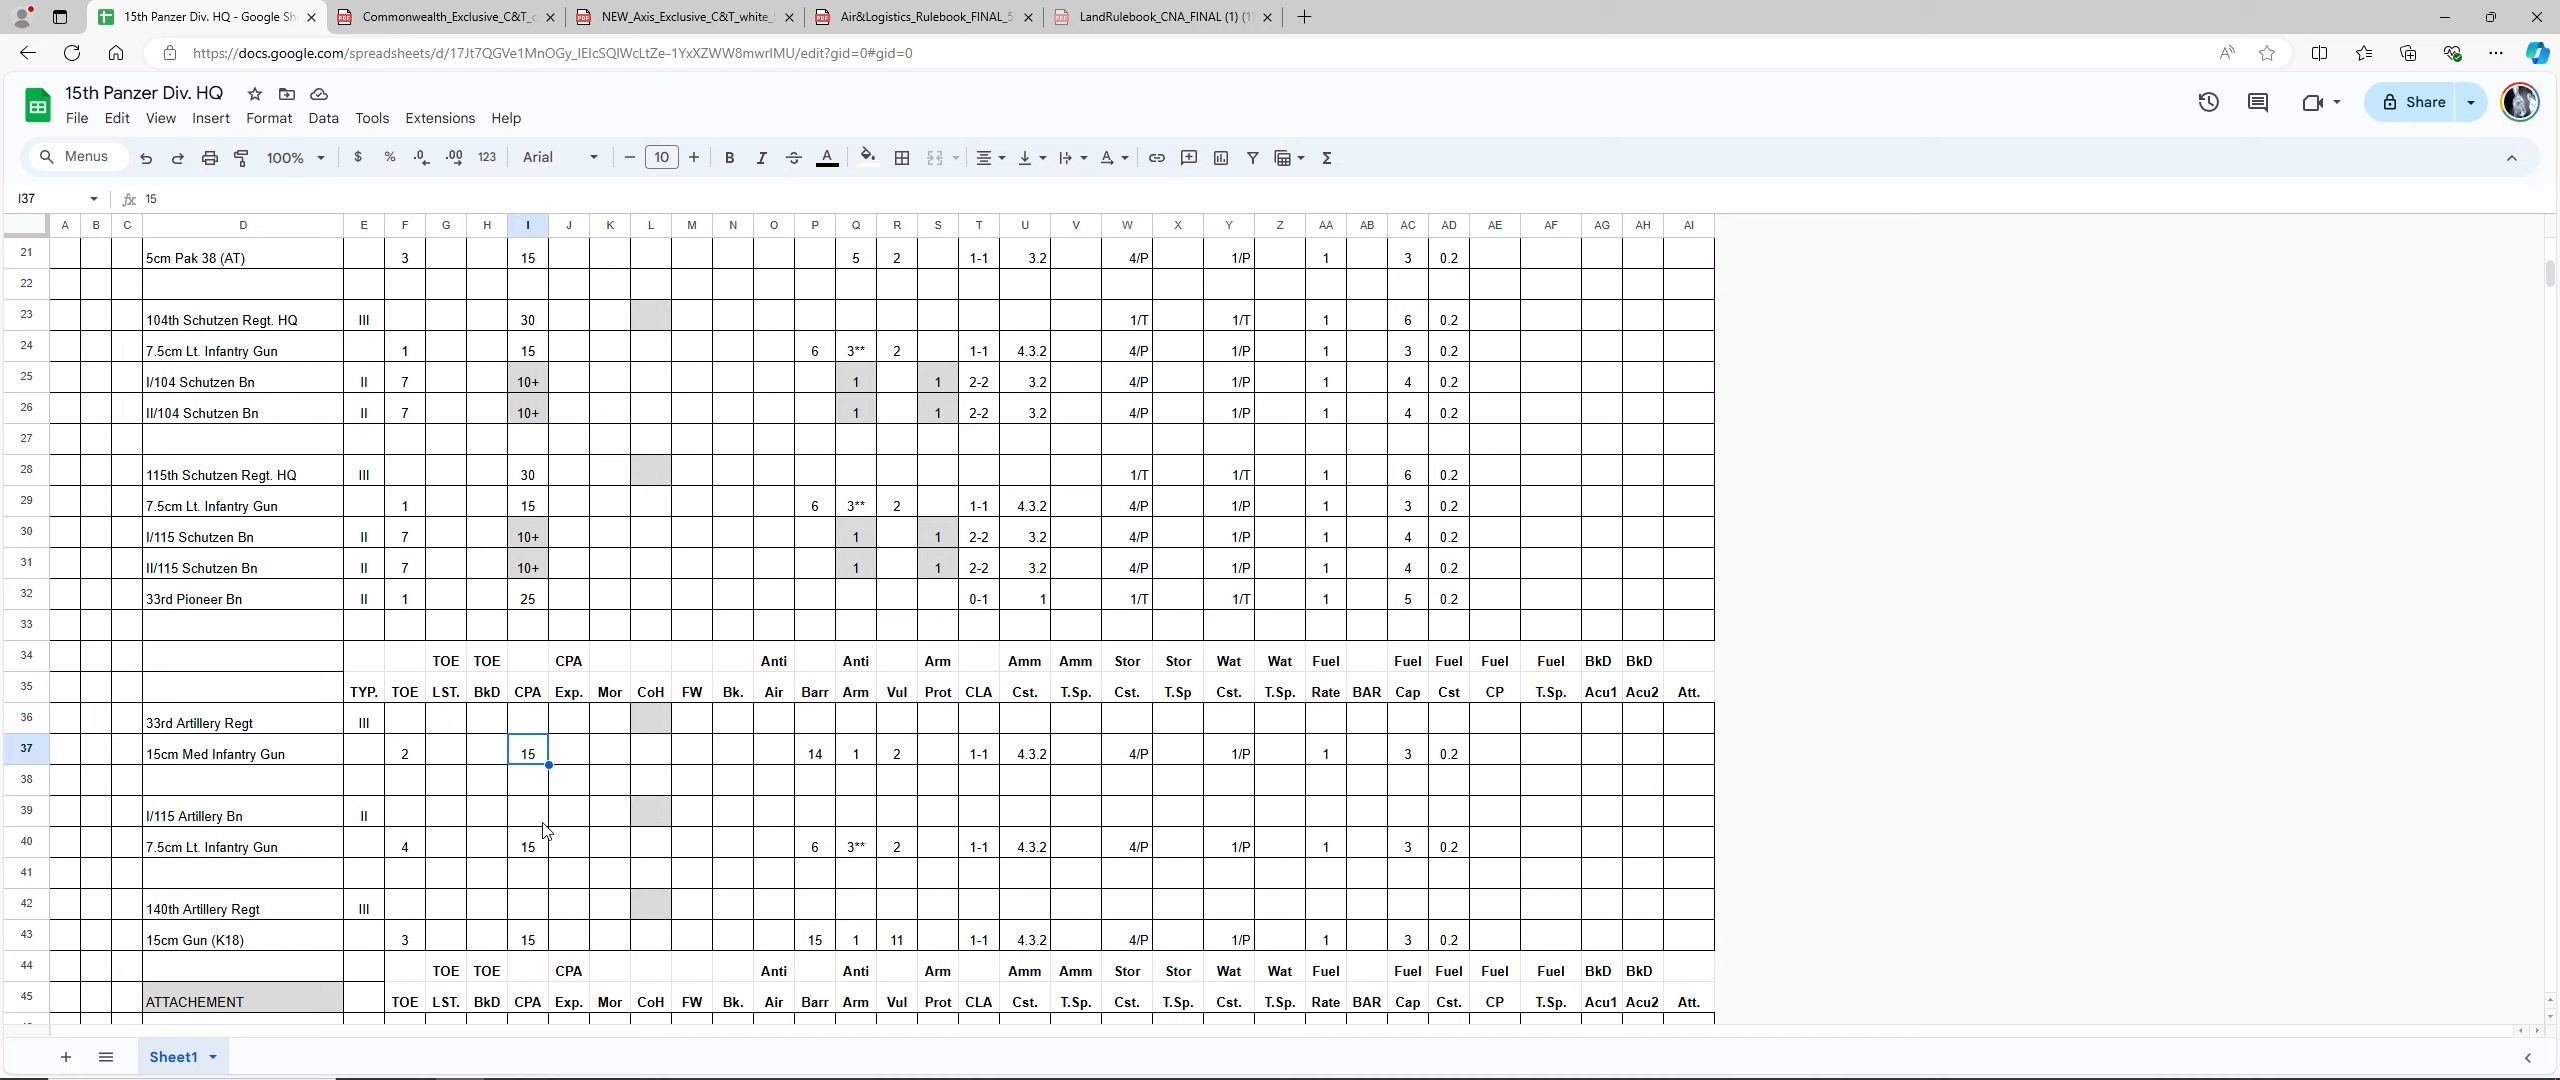 15th Panzer Div. HQ - Google Sh
Commonwealth_Exclusive_C&T_c
NEW_Axis_Exclusive_C&T_white_
Air&Logistics_Rulebook_FINAL_5
LandRulebook_CNA_FINAL (1) (1
https://docs.google.com/spreadsheets/d/17Jt7QGVe1MnOGy_IEIcSQIWcLtZe-1YxXZWW8mwrIMU/edit?gid=0#gid=0
15th Panzer Div. HQ
Share
File Edit View Insert Format Data Tools Extensions Help
Menus 100% $ % .0 .00 123 Arial 10 B I A Σ
I37 fx 15
A B C D E F G H I J K L M N O P Q R S T U V W X Y Z AA AB AC AD AE AF AG AH AI
21 5cm Pak 38 (AT) 3 15 5 2 1-1 3.2 4/P 1/P 1 3 0.2
22
23 104th Schutzen Regt. HQ III 30 1/T 1/T 1 6 0.2
24 7.5cm Lt. Infantry Gun 1 15 6 3** 2 1-1 4.3.2 4/P 1/P 1 3 0.2
25 I/104 Schutzen Bn II 7 10+ 1 1 2-2 3.2 4/P 1/P 1 4 0.2
26 II/104 Schutzen Bn II 7 10+ 1 1 2-2 3.2 4/P 1/P 1 4 0.2
27
28 115th Schutzen Regt. HQ III 30 1/T 1/T 1 6 0.2
29 7.5cm Lt. Infantry Gun 1 15 6 3** 2 1-1 4.3.2 4/P 1/P 1 3 0.2
30 I/115 Schutzen Bn II 7 10+ 1 1 2-2 3.2 4/P 1/P 1 4 0.2
31 II/115 Schutzen Bn II 7 10+ 1 1 2-2 3.2 4/P 1/P 1 4 0.2
32 33rd Pioneer Bn II 1 25 0-1 1 1/T 1/T 1 5 0.2
33
34 TOE TOE CPA Anti Anti Arm Amm Amm Stor Stor Wat Wat Fuel Fuel Fuel Fuel Fuel BkD BkD
35 TYP. TOE LST. BkD CPA Exp. Mor CoH FW Bk. Air Barr Arm Vul Prot CLA Cst. T.Sp. Cst. T.Sp Cst. T.Sp. Rate BAR Cap Cst CP T.Sp. Acu1 Acu2 Att.
36 33rd Artillery Regt III
37 15cm Med Infantry Gun 2 15 14 1 2 1-1 4.3.2 4/P 1/P 1 3 0.2
38
39 I/115 Artillery Bn II
40 7.5cm Lt. Infantry Gun 4 15 6 3** 2 1-1 4.3.2 4/P 1/P 1 3 0.2
41
42 140th Artillery Regt III
43 15cm Gun (K18) 3 15 15 1 11 1-1 4.3.2 4/P 1/P 1 3 0.2
44 TOE TOE CPA Anti Anti Arm Amm Amm Stor Stor Wat Wat Fuel Fuel Fuel Fuel Fuel BkD BkD
45 ATTACHEMENT TOE LST. BkD CPA Exp. Mor CoH FW Bk. Air Barr Arm Vul Prot CLA Cst. T.Sp. Cst. T.Sp. Cst. T.Sp. Rate BAR Cap Cst. CP T.Sp. Acu1 Acu2 Att.
Sheet1